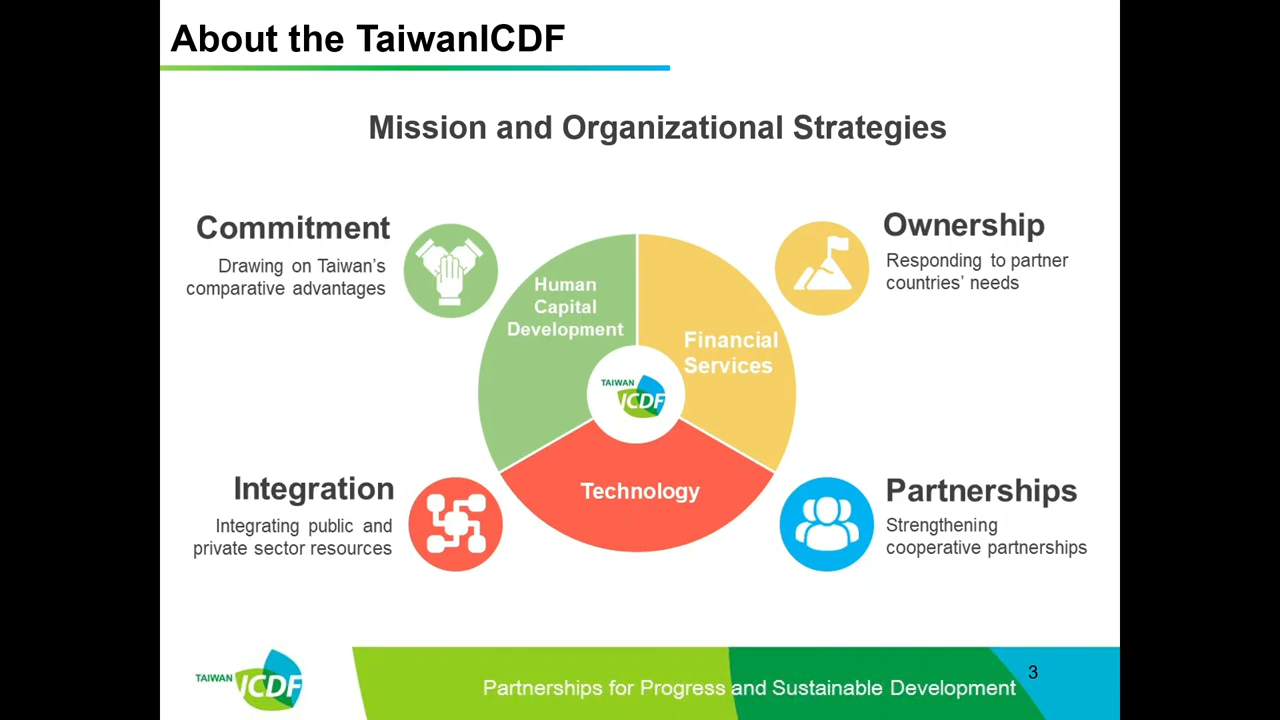 About the TaiwanICDF
Mission and Organizational Strategies
Commitment
Drawing on Taiwan's
comparative advantages
Ownership
Responding to partner
countries' needs
Human
Capital
Development
Financial
Services
TAIWAN
ICDF
Technology
Integration
Integrating public and
private sector resources
Partnerships
Strengthening
cooperative partnerships
TAIWAN
ICDF
Partnerships for Progress and Sustainable Development
3